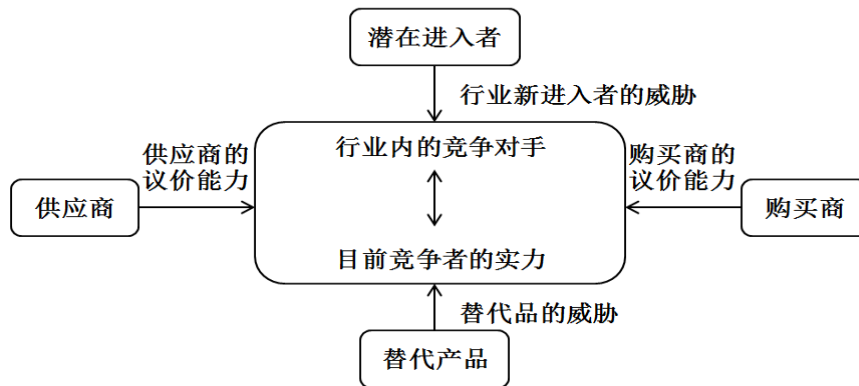 潜在进入者
行业新进入者的威胁
供应商的
议价能力
行业内的竞争对手
购买商的
议价能力
供应商
购买商
目前竞争者的实力
替代品的威胁
替代产品